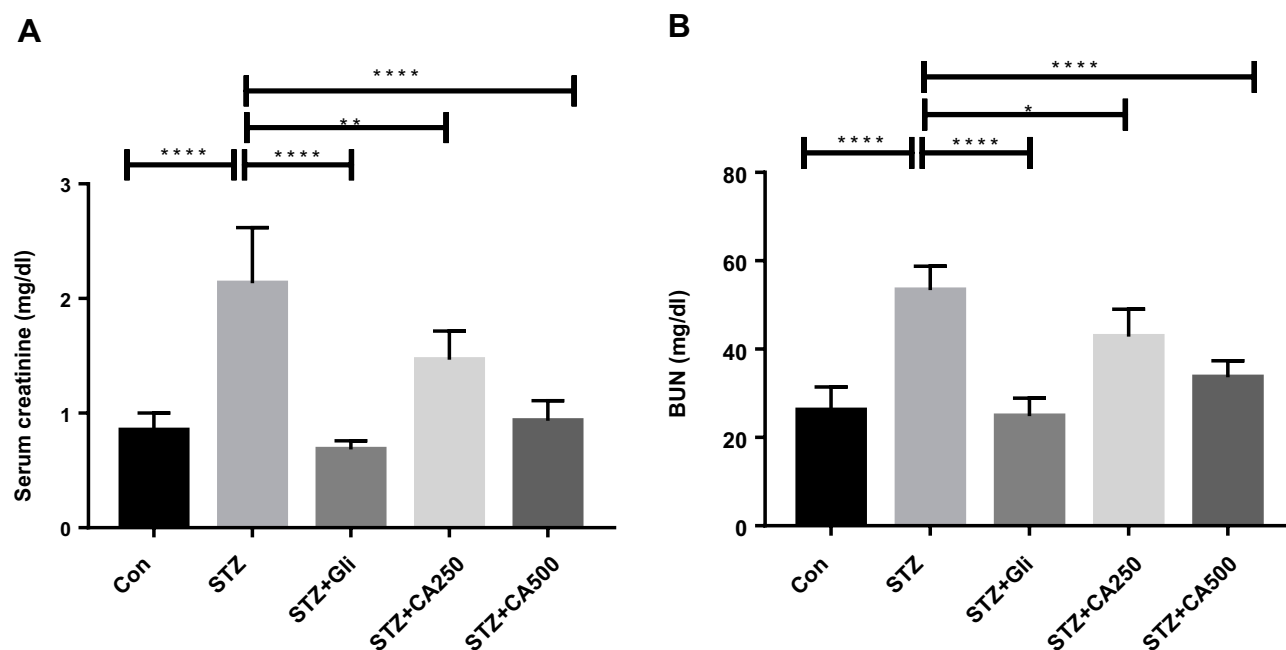 A
****
**
****
****
3
2
1
0
Serum creatinine (mg/dl)
Con
STZ
STZ+Gli
STZ+CA250
STZ+CA500
B
****
*
****
****
80
60
40
20
0
BUN (mg/dl)
Con
STZ
STZ+Gli
STZ+CA250
STZ+CA500